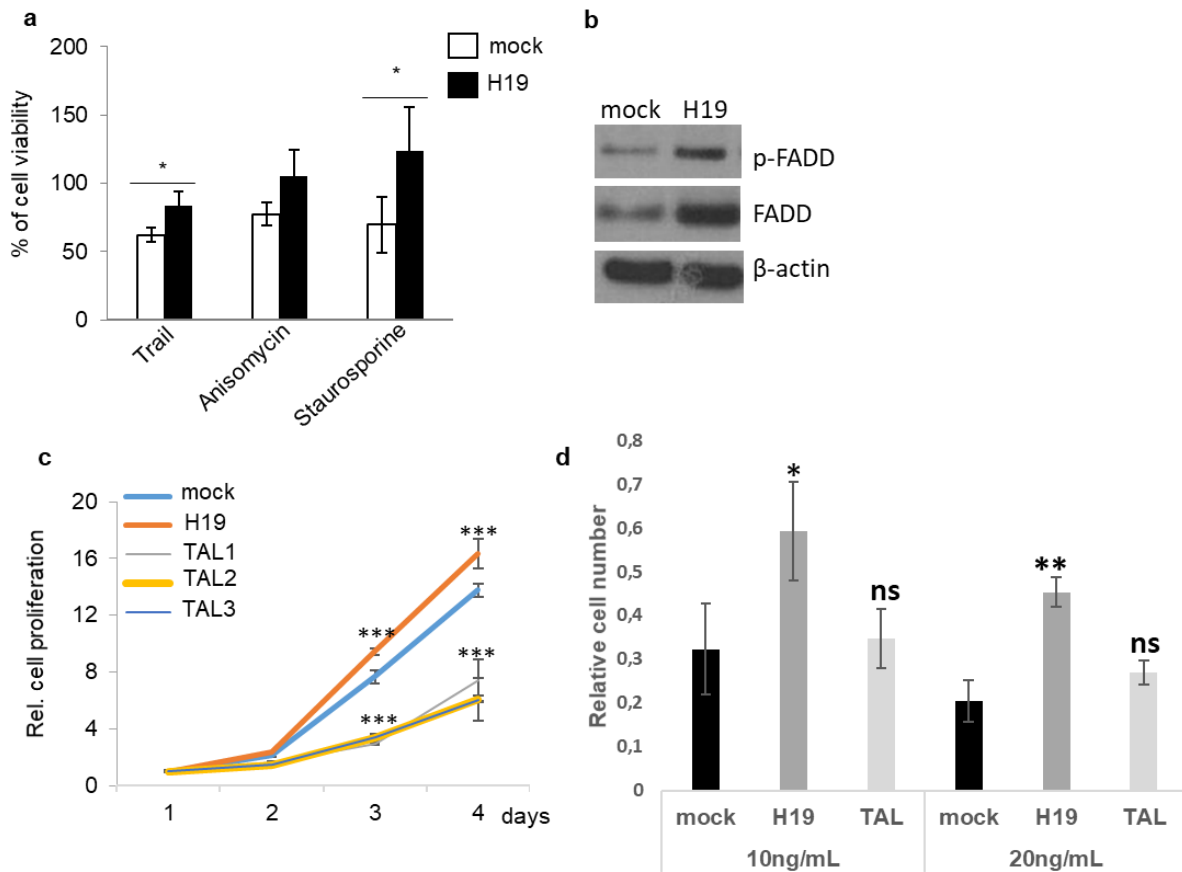 a
200
150
100
50
0
% of cell viability
mock
H19
*
*
Trail
Anisomycin
Staurosporine
b
mock H19
p-FADD
FADD
β-actin
c
mock
H19
TAL1
TAL2
TAL3
20
16
12
8
4
0
Rel. cell proliferation
***
***
***
***
1 2 3 4 days
d
0,8
0,7
0,6
0,5
0,4
0,3
0,2
0,1
0
Relative cell number
*
ns
**
ns
mock H19 TAL mock H19 TAL
10ng/mL 20ng/mL